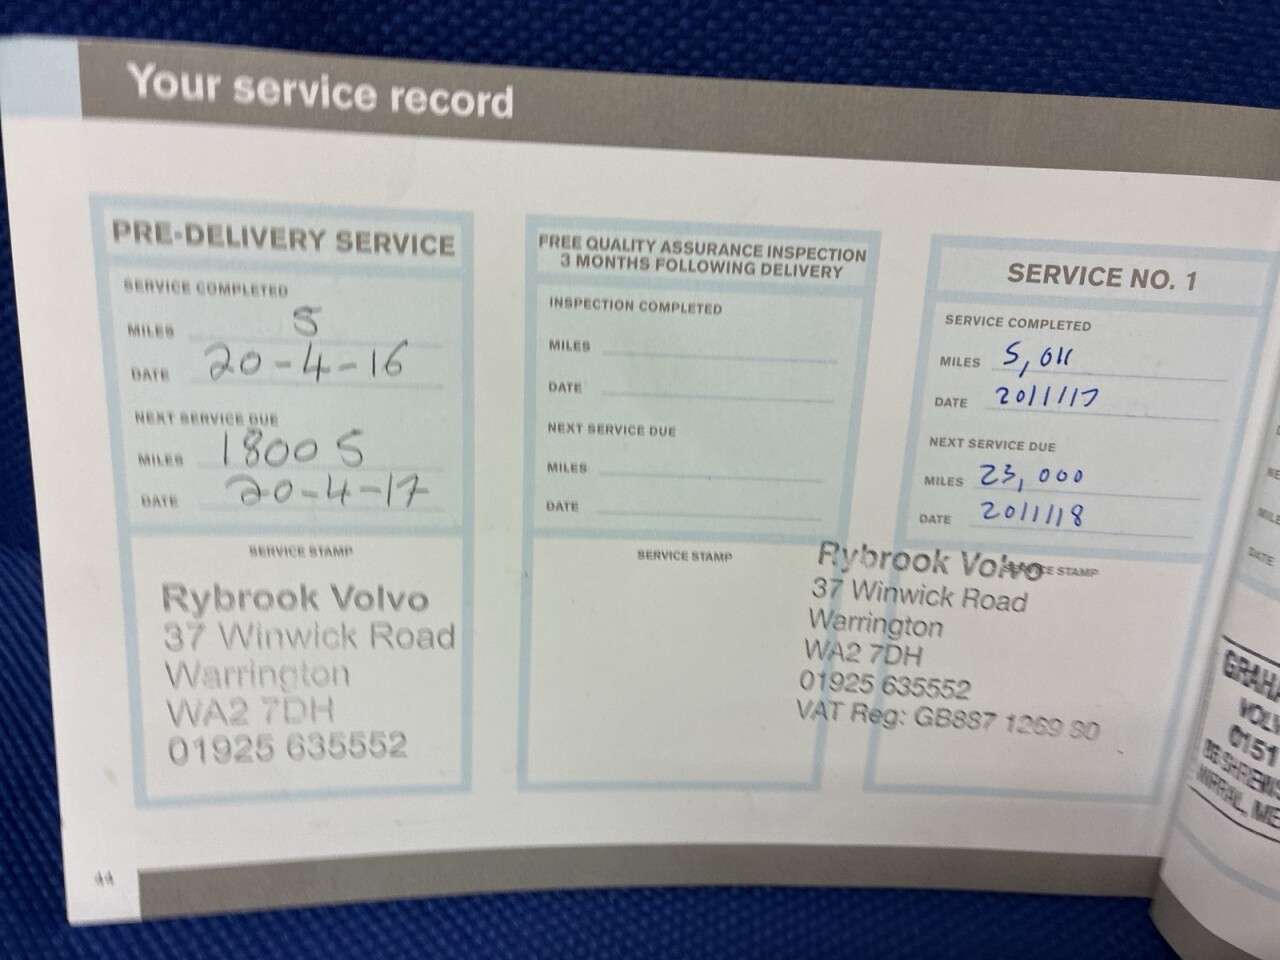 Your service record
PRE-DELIVERY SERVICE
SERVICE COMPLETED
MILES 5
DATE 20-4-16
NEXT SERVICE DUE
MILES 18005
DATE 20-4-17
SERVICE STAMP
Rybrook Volvo
37 Winwick Road
Warrington
WA2 7DH
01925 635552
FREE QUALITY ASSURANCE INSPECTION
3 MONTHS FOLLOWING DELIVERY
INSPECTION COMPLETED
MILES
DATE
NEXT SERVICE DUE
MILES
DATE
SERVICE STAMP
SERVICE NO. 1
SERVICE COMPLETED
MILES 5,011
DATE 20/1/17
NEXT SERVICE DUE
MILES 23,000
DATE 20/1/18
SERVICE STAMP
Rybrook Volvo
37 Winwick Road
Warrington
WA2 7DH
01925 635552
VAT Reg: GB887 1269 80
44
0151